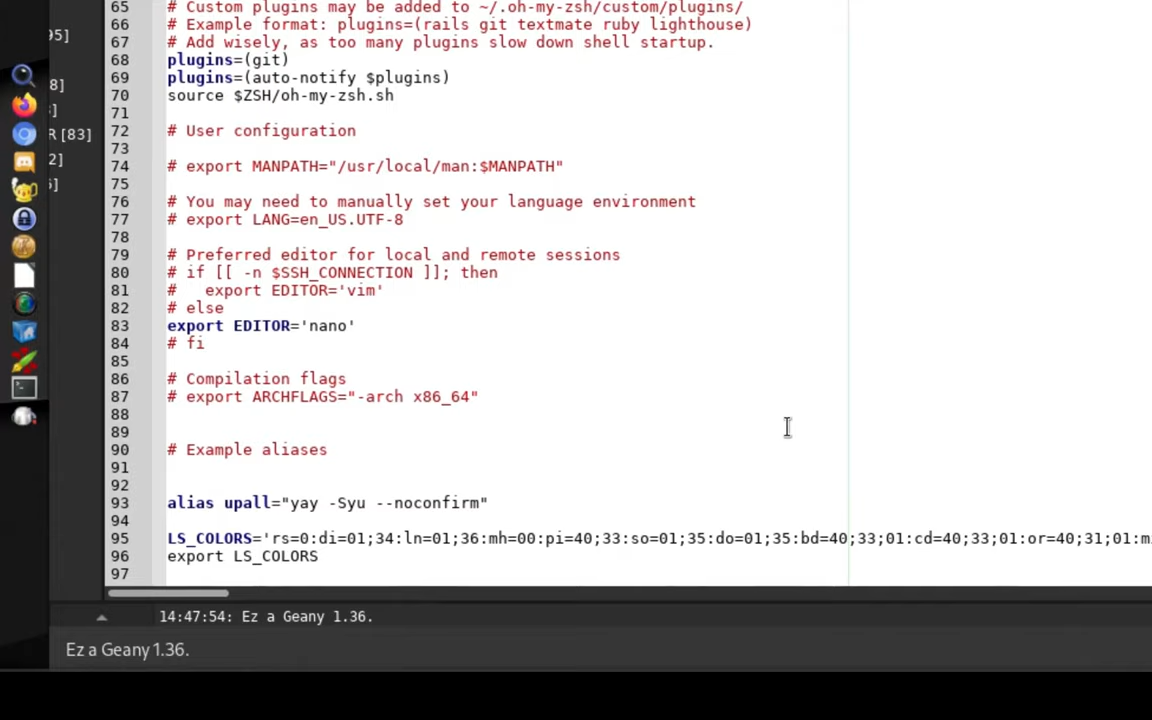 95]
8]
]
R [83]
2]
]
65 # Custom plugins may be added to ~/.oh-my-zsh/custom/plugins/
66 # Example format: plugins=(rails git textmate ruby lighthouse)
67 # Add wisely, as too many plugins slow down shell startup.
68 plugins=(git)
69 plugins=(auto-notify $plugins)
70 source $ZSH/oh-my-zsh.sh
71
72 # User configuration
73
74 # export MANPATH="/usr/local/man:$MANPATH"
75
76 # You may need to manually set your language environment
77 # export LANG=en_US.UTF-8
78
79 # Preferred editor for local and remote sessions
80 # if [[ -n $SSH_CONNECTION ]]; then
81 #   export EDITOR='vim'
82 # else
83 export EDITOR='nano'
84 # fi
85
86 # Compilation flags
87 # export ARCHFLAGS="-arch x86_64"
88
89
90 # Example aliases
91
92
93 alias upall="yay -Syu --noconfirm"
94
95 LS_COLORS='rs=0:di=01;34:ln=01;36:mh=00:pi=40;33:so=01;35:do=01;35:bd=40;33;01:cd=40;33;01:or=40;31;01:m
96 export LS_COLORS
97
14:47:54: Ez a Geany 1.36.
Ez a Geany 1.36.